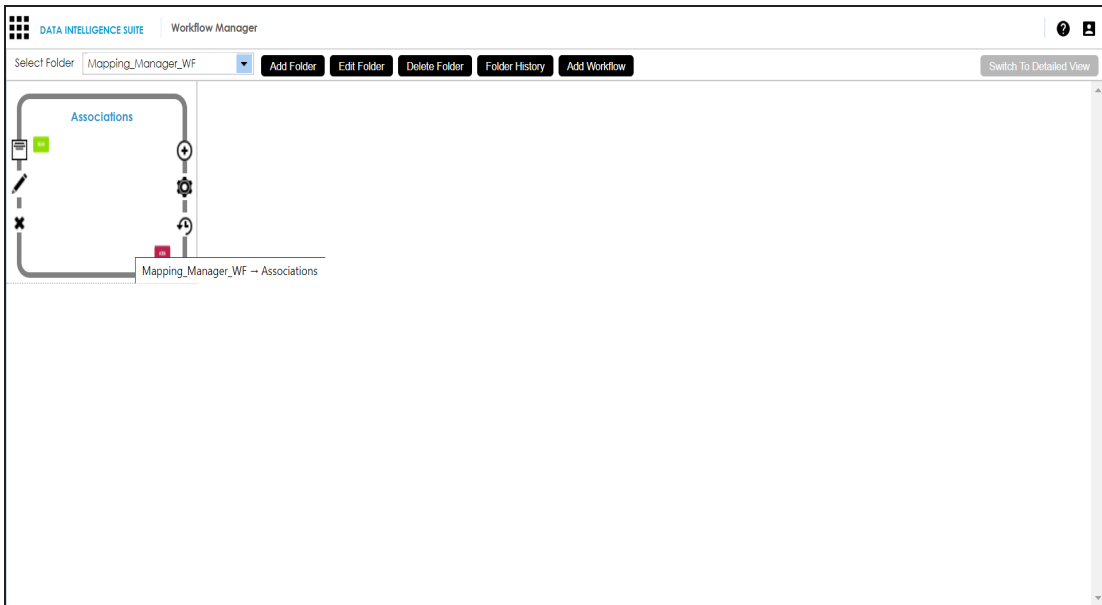 DATA INTELLIGENCE SUITE Workflow Manager
Select Folder Mapping_Manager_WF Add Folder Edit Folder Delete Folder Folder History Add Workflow Switch To Detailed View
Associations
Mapping_Manager_WF → Associations